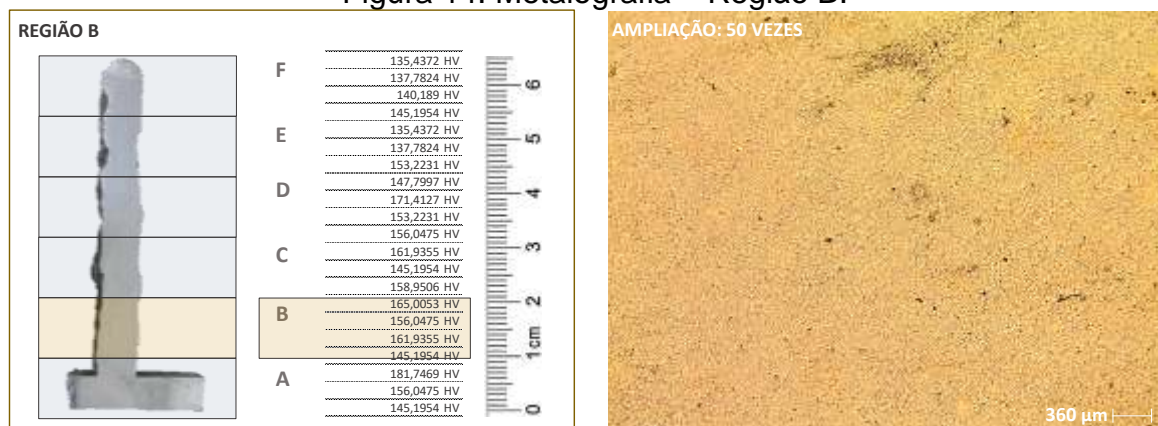 Figura 14. Metalografia – Região B.
REGIÃO B
F
135,4372 HV
137,7824 HV
140,189 HV
145,1954 HV
E
135,4372 HV
137,7824 HV
153,2231 HV
D
147,7997 HV
171,4127 HV
153,2231 HV
156,0475 HV
C
161,9355 HV
145,1954 HV
158,9506 HV
B
165,0053 HV
156,0475 HV
161,9355 HV
145,1954 HV
A
181,7469 HV
156,0475 HV
145,1954 HV
6
5
4
3
2
1cm
0
AMPLIAÇÃO: 50 VEZES
360 µm